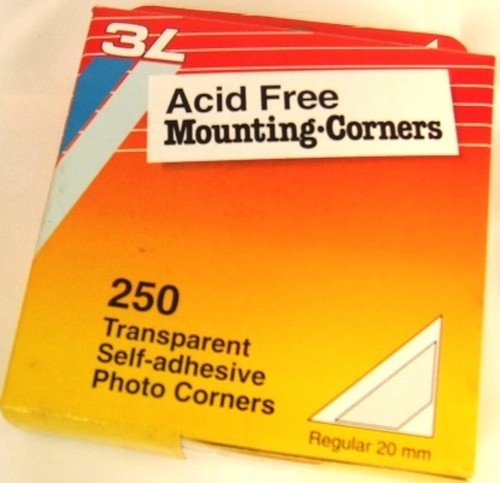 3L
Acid Free
Mounting·Corners
250
Transparent
Self-adhesive
Photo Corners
Regular 20 mm